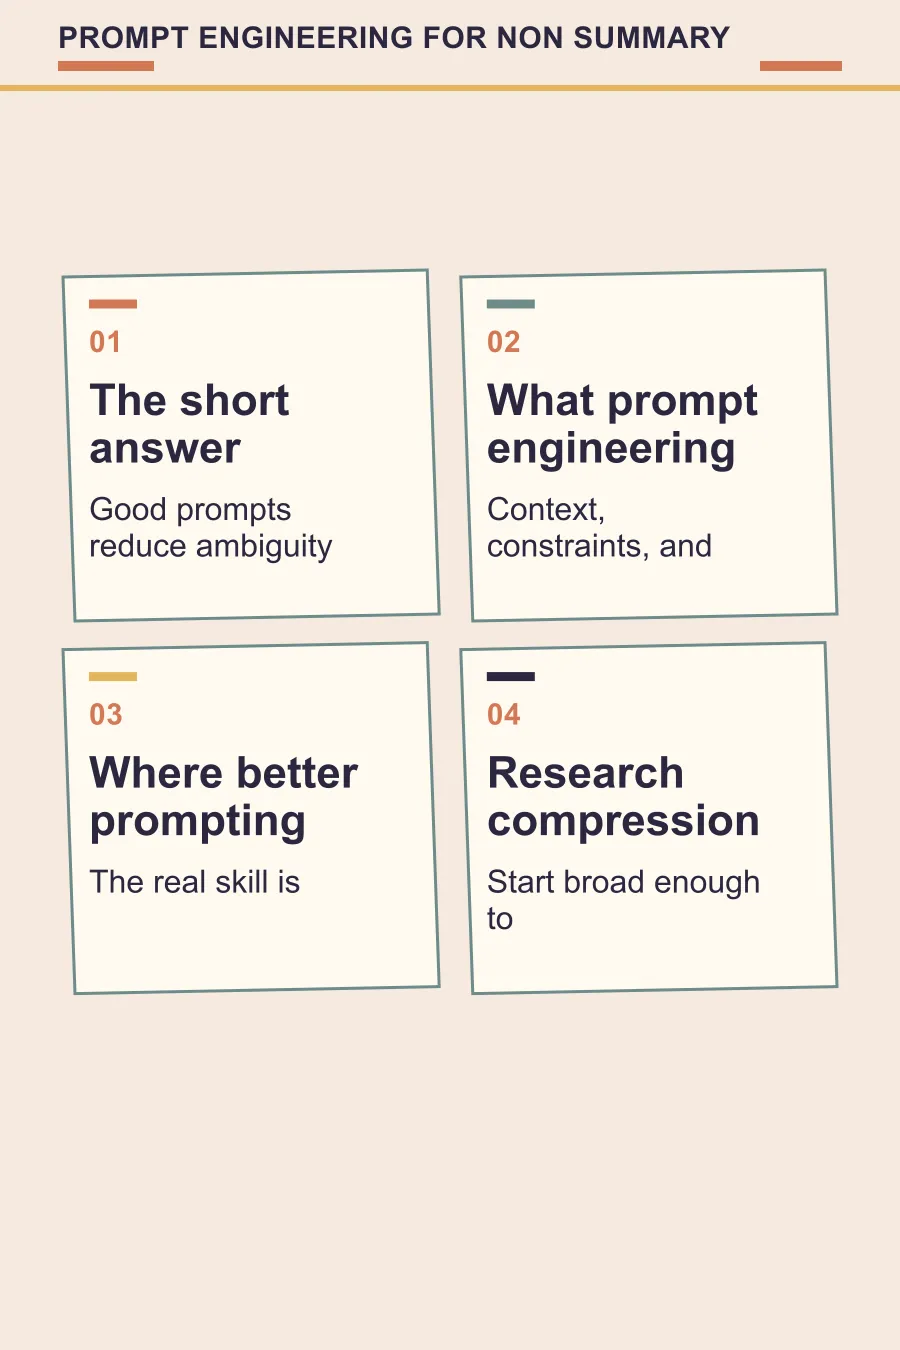 PROMPT ENGINEERING FOR NON SUMMARY
01
The short
answer
Good prompts
reduce ambiguity
02
What prompt
engineering
Context,
constraints, and
03
Where better
prompting
The real skill is
04
Research
compression
Start broad enough
to